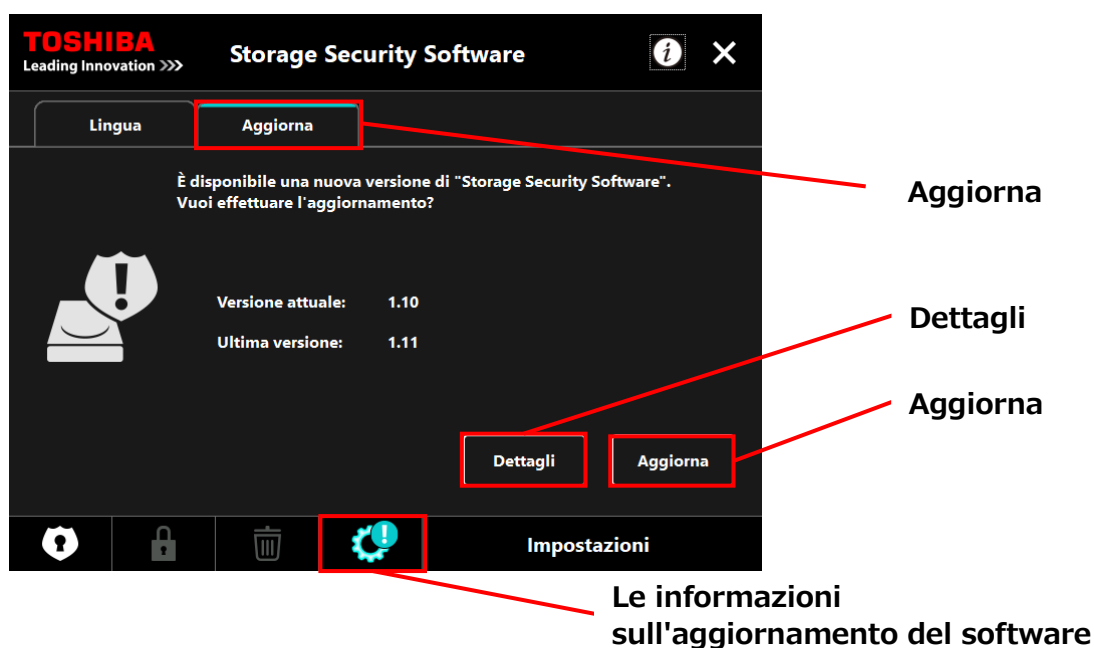 TOSHIBA
Leading Innovation >>>
Storage Security Software
i
Lingua
Aggiorna
È disponibile una nuova versione di "Storage Security Software".
Vuoi effettuare l'aggiornamento?
Versione attuale: 1.10
Ultima versione: 1.11
Dettagli
Aggiorna
Impostazioni
Aggiorna
Dettagli
Aggiorna
Le informazioni
sull'aggiornamento del software